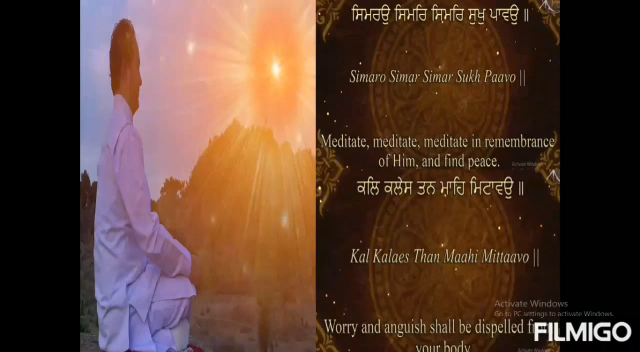 ਸਿਮਰਉ ਸਿਮਰਿ ਸਿਮਰਿ ਸੁਖੁ ਪਾਵਉ ॥
Simaro Simar Simar Sukh Paavo ||
Meditate, meditate, meditate in remembrance
of Him, and find peace.
Activate Windows
ਕਲਿ ਕਲੇਸ ਤਨ ਮਾਹਿ ਮਿਟਾਵਉ ॥
Kal Kalaes Than Maahi Mittaavo ||
Activate Windows
Go to PC settings to activate Windows.
Worry and anguish shall be dispelled
your body
FILMIGO